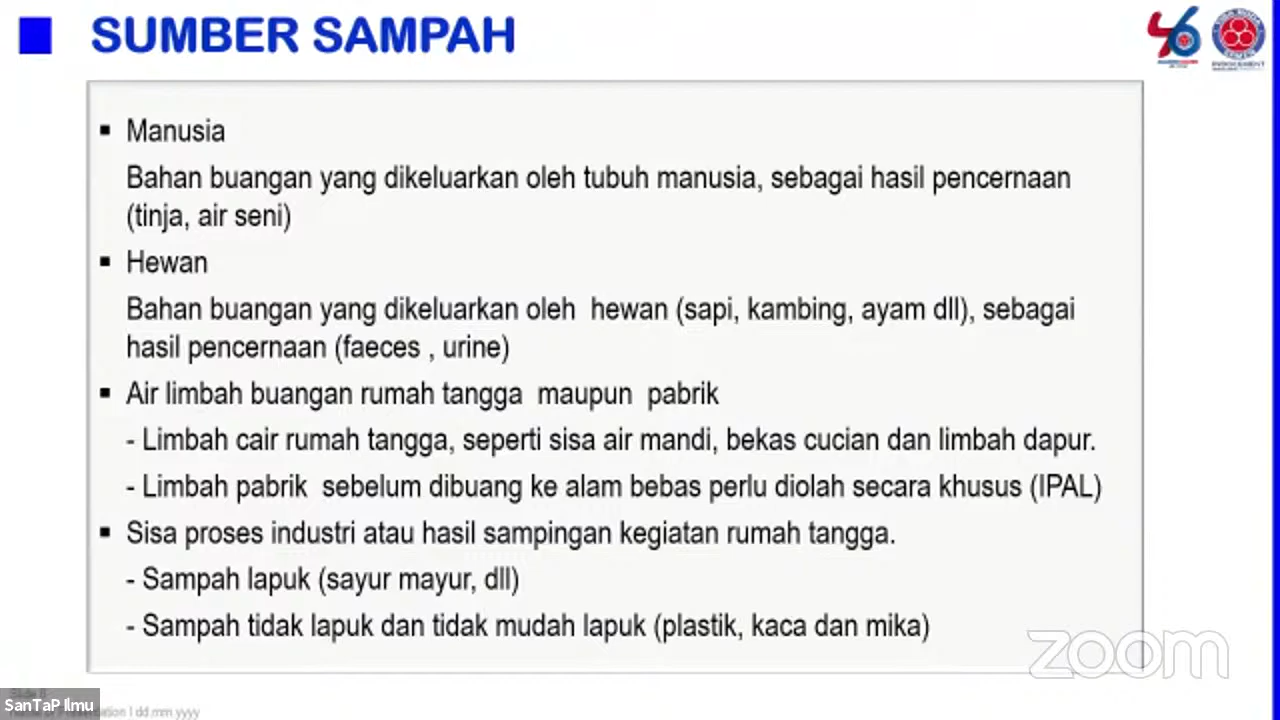 SUMBER SAMPAH
46
Manusia
Bahan buangan yang dikeluarkan oleh tubuh manusia, sebagai hasil pencernaan
(tinja, air seni)
Hewan
Bahan buangan yang dikeluarkan oleh hewan (sapi, kambing, ayam dll), sebagai
hasil pencernaan (faeces , urine)
Air limbah buangan rumah tangga maupun pabrik
- Limbah cair rumah tangga, seperti sisa air mandi, bekas cucian dan limbah dapur.
- Limbah pabrik sebelum dibuang ke alam bebas perlu diolah secara khusus (IPAL)
Sisa proses industri atau hasil sampingan kegiatan rumah tangga.
- Sampah lapuk (sayur mayur, dll)
- Sampah tidak lapuk dan tidak mudah lapuk (plastik, kaca dan mika)
zoom
SanTaP Ilmu
dd.mm.yyyy